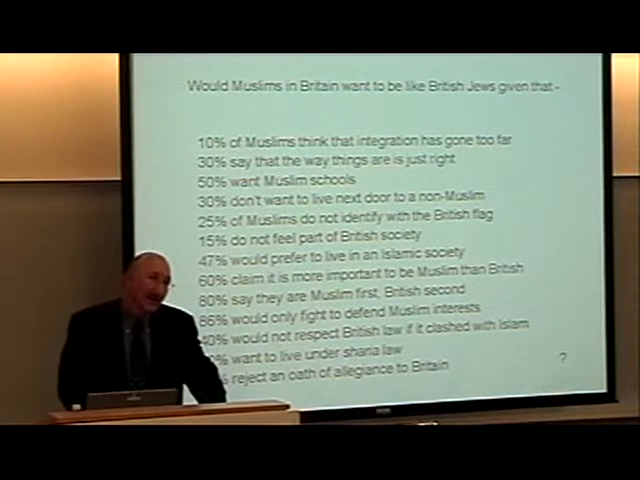 Would Muslims in Britain want to be like British Jews given that -
10% of Muslims think that integration has gone too far
30% say that the way things are is just right
50% want Muslim schools
30% don't want to live next door to a non-Muslim
25% of Muslims do not identify with the British flag
15% do not feel part of British society
47% would prefer to live in an Islamic society
60% claim it is more important to be Muslim than British
80% say they are Muslim first, British second
would only fight to defend Muslim interests
would not respect British law if it clashed with Islam
want to live under sharia law
reject an oath of allegiance to Britain
?